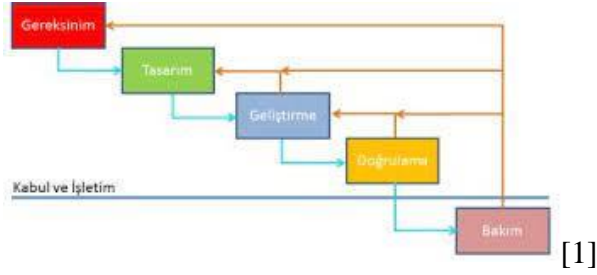 Gereksinim
Tasarım
Geliştirme
Doğrulama
Kabul ve İşletim
Bakım
[1]